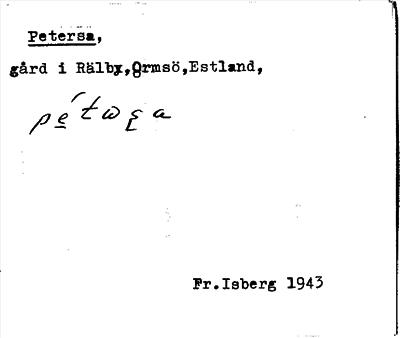 Petersa,
gård i Rälby,Ormsö,Estland,
Fr.Isberg 1943